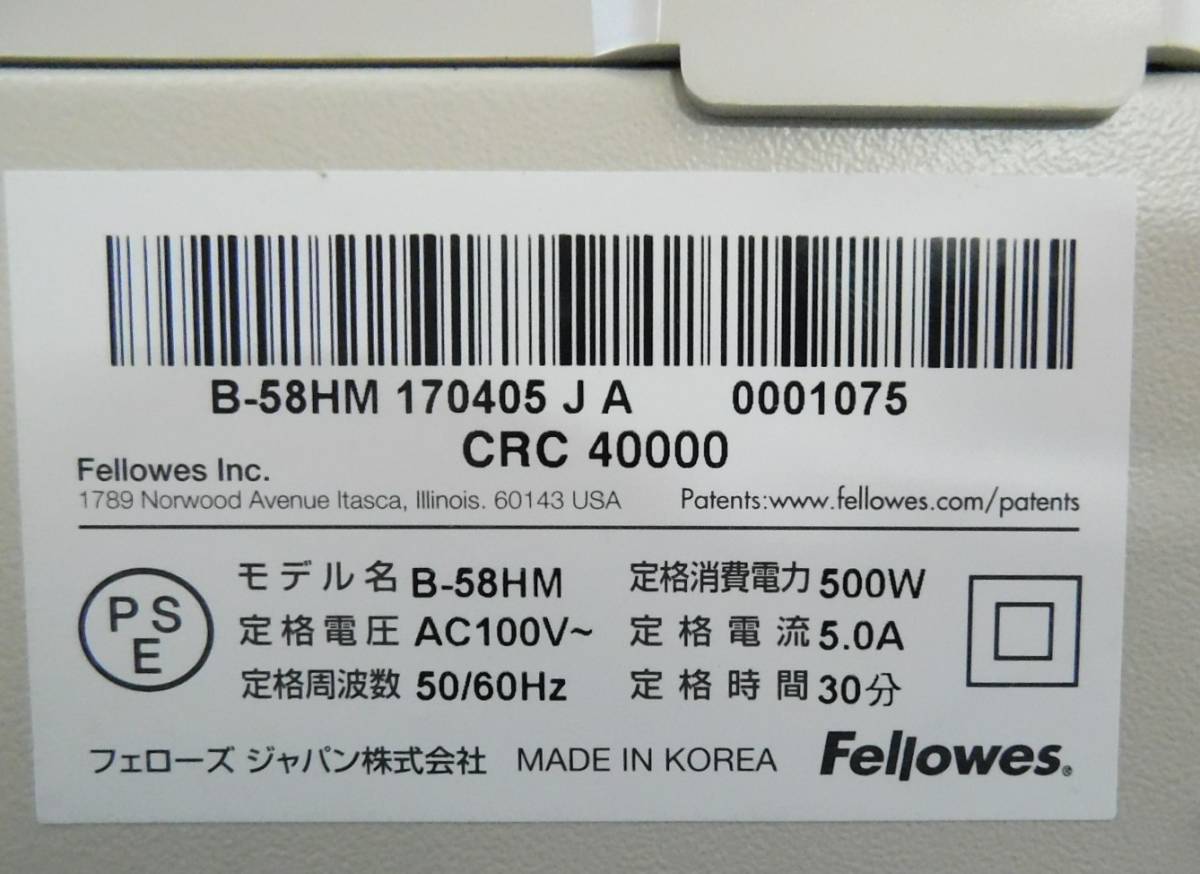 B-58HM 170405 J A 0001075
CRC 40000
Fellowes Inc.
1789 Norwood Avenue Itasca, Illinois. 60143 USA Patents:www.fellowes.com/patents
PS
E
モデル名 B-58HM 定格消費電力 500W
定格電圧 AC100V~ 定格電流 5.0A
定格周波数 50/60Hz 定格時間 30分
フェローズ ジャパン株式会社 MADE IN KOREA Fellowes®